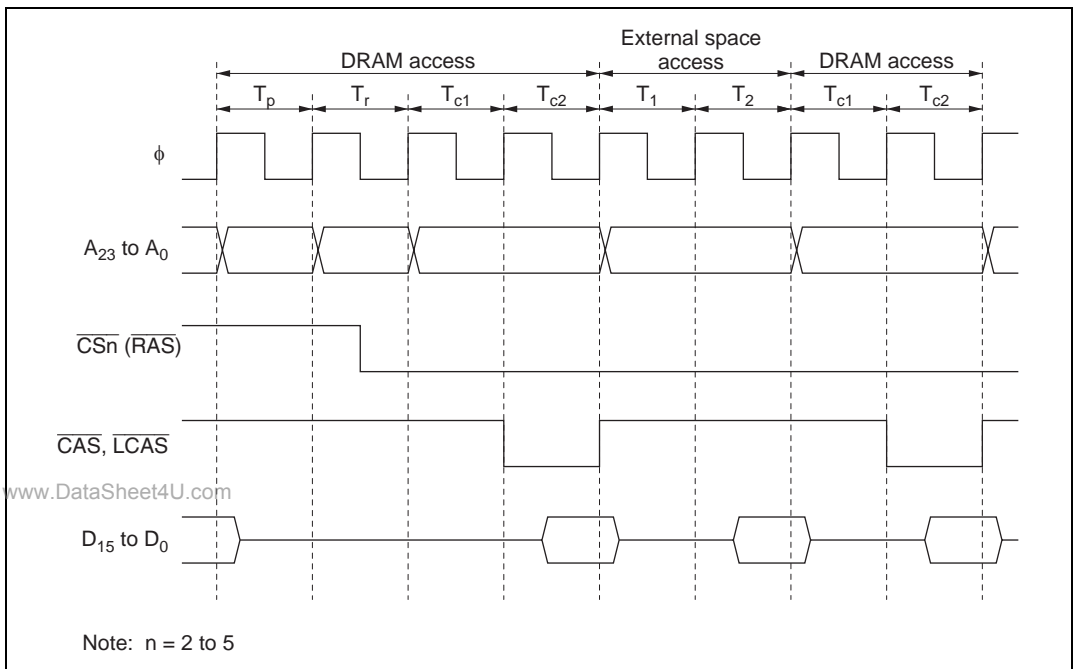 External space
DRAM access access DRAM access
Tp Tr Tc1 Tc2 T1 T2 Tc1 Tc2
ϕ
A23 to A0
CSn (RAS)
CAS, LCAS
www.DataSheet4U.com
D15 to D0
Note: n = 2 to 5